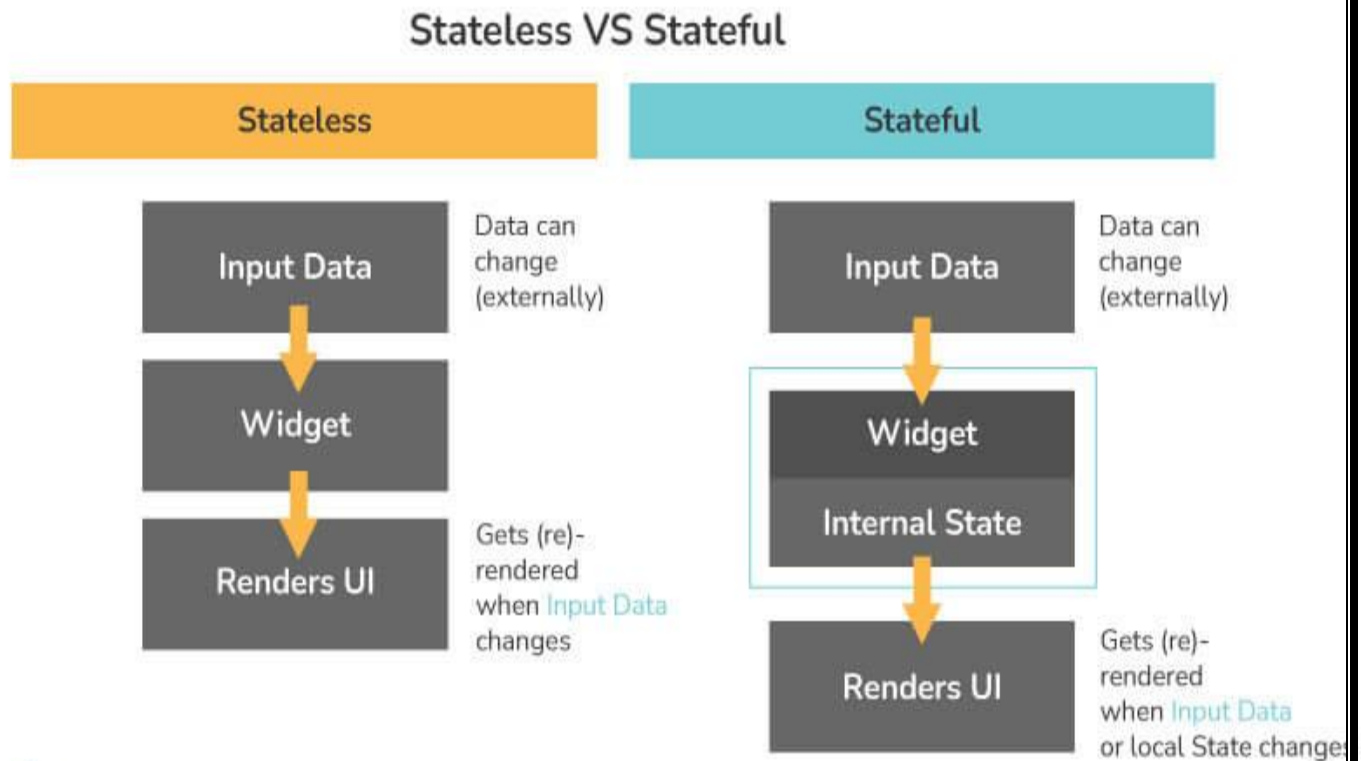 Stateless VS Stateful
Stateless
Input Data
Data can
change
(externally)
Widget
Renders UI
Gets (re)-
rendered
when Input Data
changes
Stateful
Input Data
Data can
change
(externally)
Widget
Internal State
Renders UI
Gets (re)-
rendered
when Input Data
or local State changes